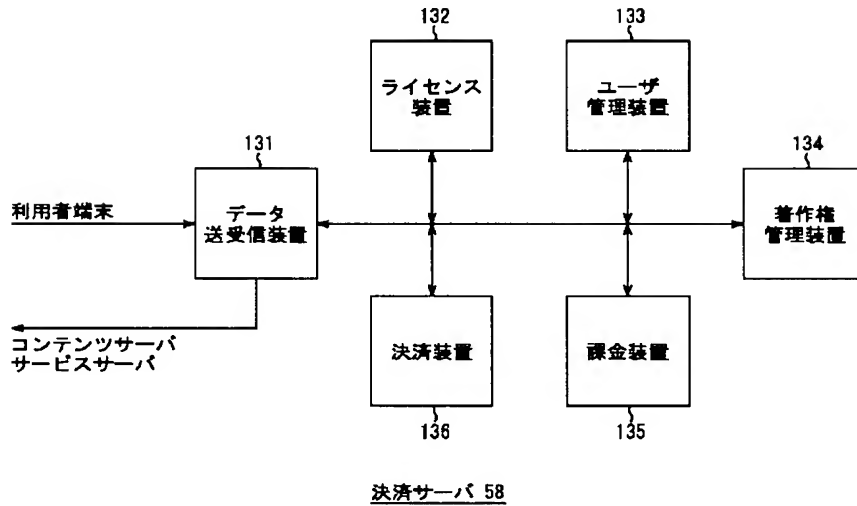 132
ライセンス
装置
133
ユーザ
管理装置
131
データ
送受信装置
134
著作権
管理装置
利用者端末
コンテンツサーバ
サービスサーバ
決済装置
136
課金装置
135
決済サーバ 58